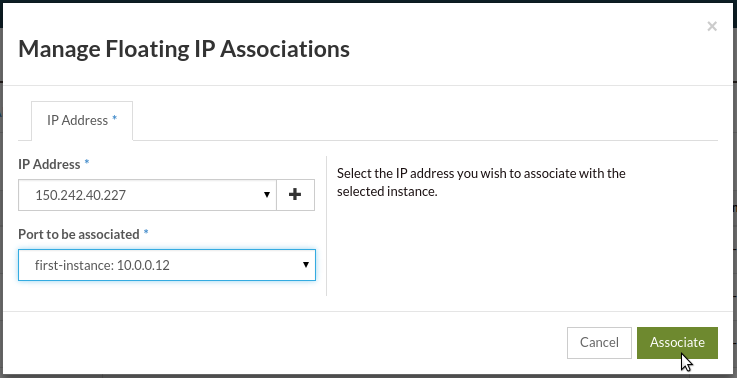 Manage Floating IP Associations
×
IP Address *
IP Address *
150.242.40.227
Port to be associated *
first-instance: 10.0.0.12
Select the IP address you wish to associate with the
selected instance.
Cancel
Associate